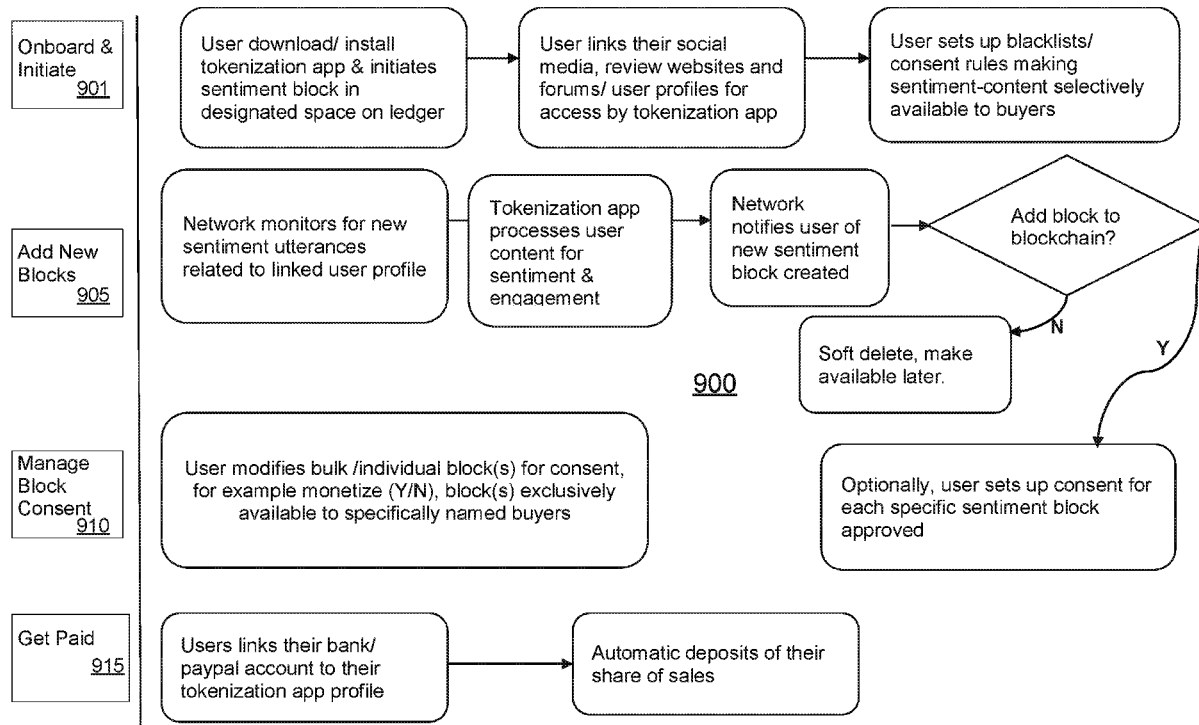 Onboard &
Initiate
901
User download/ install
tokenization app & initiates
sentiment block in
designated space on ledger
User links their social
media, review websites and
forums/ user profiles for
access by tokenization app
User sets up blacklists/
consent rules making
sentiment-content selectively
available to buyers
Add New
Blocks
905
Network monitors for new
sentiment utterances
related to linked user profile
Tokenization app
processes user
content for
sentiment &
engagement
Network
notifies user of
new sentiment
block created
Add block to
blockchain?
N
Y
Soft delete, make
available later.
900
Manage
Block
Consent
910
User modifies bulk /individual block(s) for consent,
for example monetize (Y/N), block(s) exclusively
available to specifically named buyers
Optionally, user sets up consent for
each specific sentiment block
approved
Get Paid
915
Users links their bank/
paypal account to their
tokenization app profile
Automatic deposits of their
share of sales